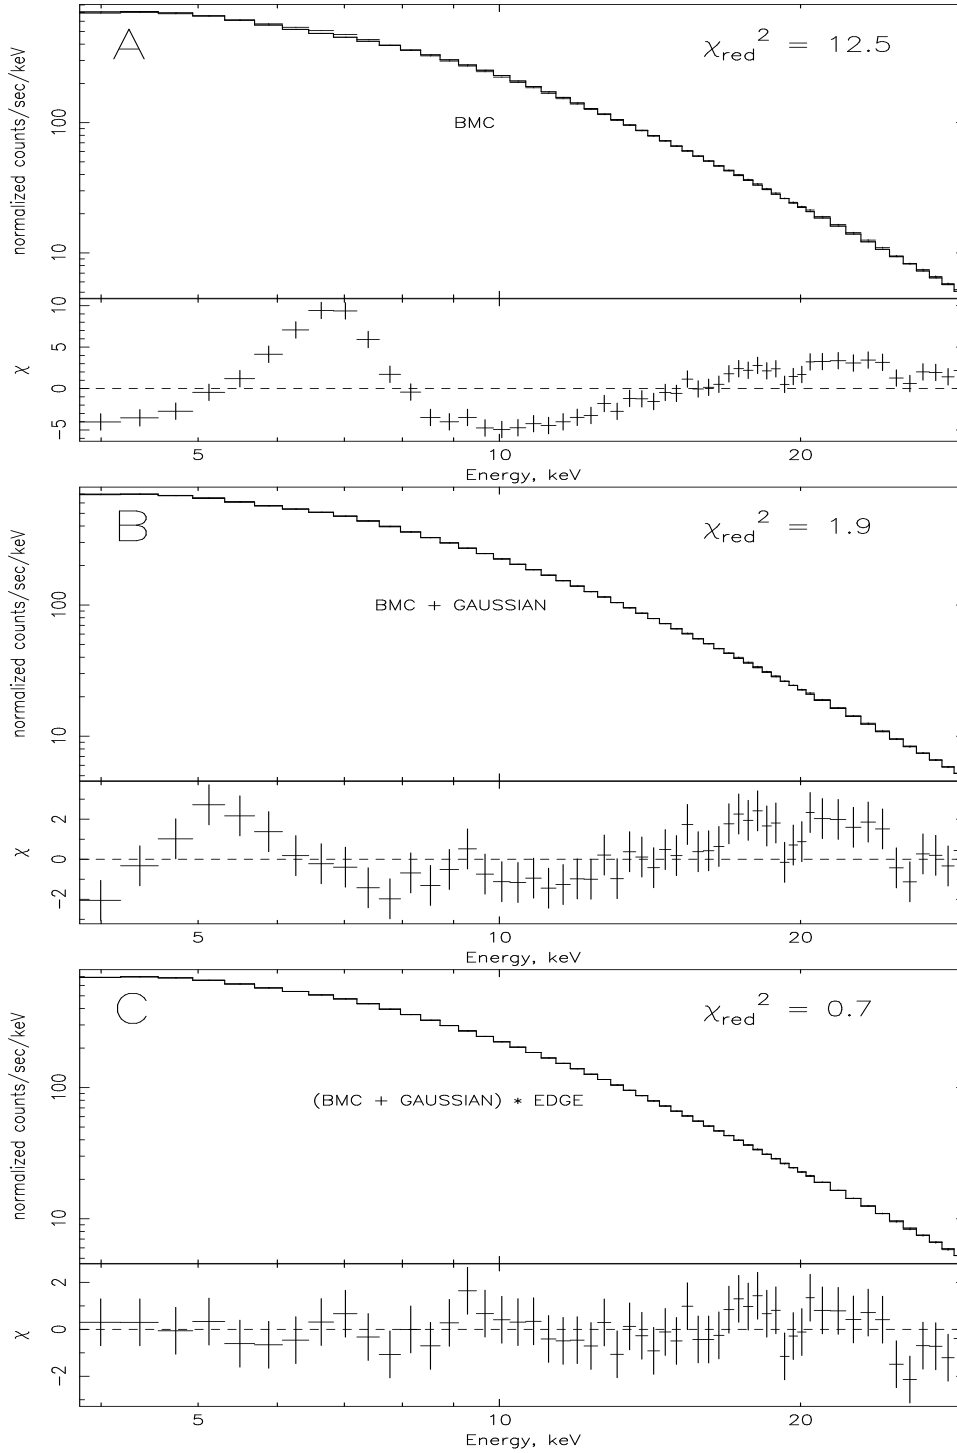 A
χred² = 12.5
BMC
normalized counts/sec/keV
100
10
χ
10
5
0
−5
5
10
20
Energy, keV
B
χred² = 1.9
BMC + GAUSSIAN
normalized counts/sec/keV
100
10
χ
2
0
−2
5
10
20
Energy, keV
C
χred² = 0.7
(BMC + GAUSSIAN) * EDGE
normalized counts/sec/keV
100
10
χ
2
0
−2
5
10
20
Energy, keV